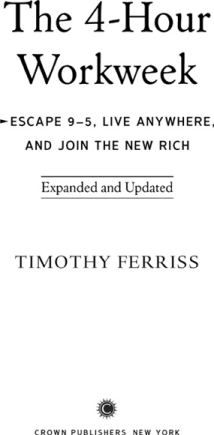 The 4-Hour
Workweek
ESCAPE 9–5, LIVE ANYWHERE,
AND JOIN THE NEW RICH
Expanded and Updated
TIMOTHY FERRISS
C
CROWN PUBLISHERS NEW YORK